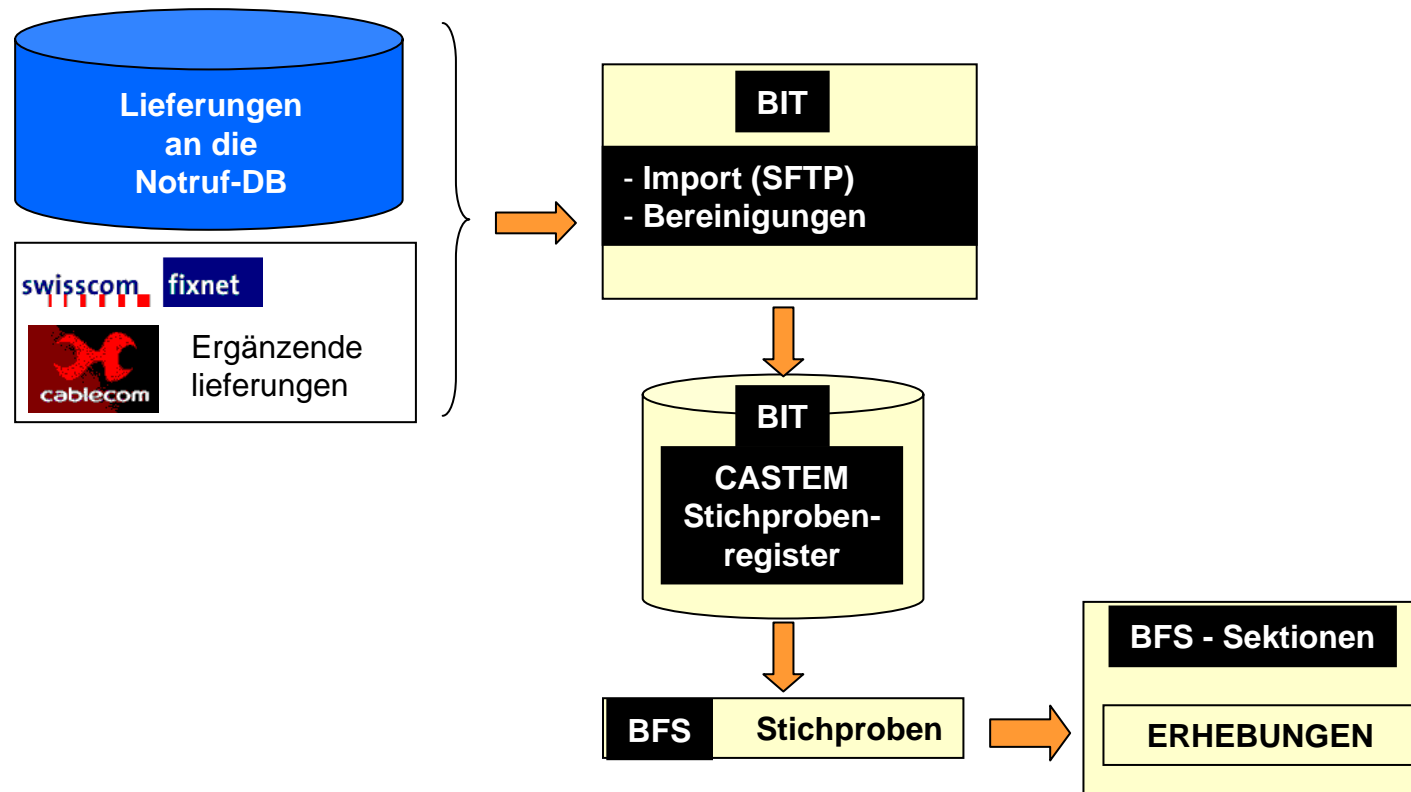 Lieferungen
an die
Notruf-DB
swisscom fixnet
cablecom
Ergänzende
lieferungen
BIT
- Import (SFTP)
- Bereinigungen
BIT
CASTEM
Stichproben-
register
BFS Stichproben
BFS - Sektionen
ERHEBUNGEN